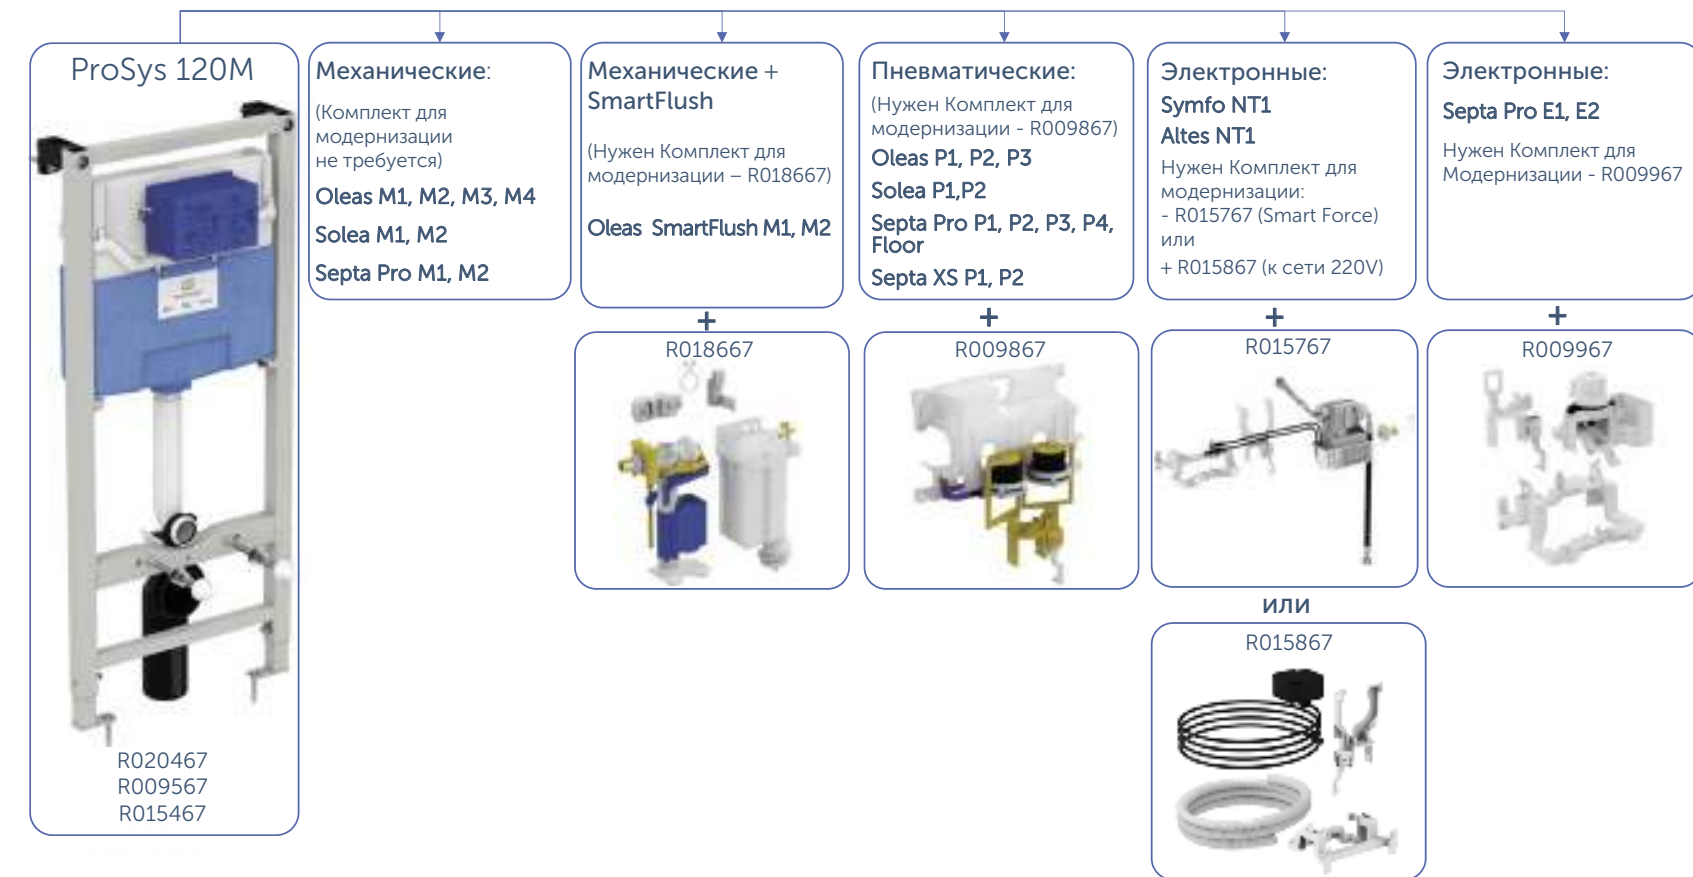 ProSys 120M
R020467
R009567
R015467
Механические:
(Комплект для
модернизации
не требуется)
Oleas M1, M2, M3, M4
Solea M1, M2
Septa Pro M1, M2
Механические +
SmartFlush
(Нужен Комплект для
модернизации – R018667)
Oleas SmartFlush M1, M2
+
R018667
Пневматические:
(Нужен Комплект для
модернизации - R009867)
Oleas P1, P2, P3
Solea P1,P2
Septa Pro P1, P2, P3, P4,
Floor
Septa XS P1, P2
+
R009867
Электронные:
Symfo NT1
Altes NT1
Нужен Комплект для
модернизации:
- R015767 (Smart Force)
или
+ R015867 (к сети 220V)
+
R015767
или
R015867
Электронные:
Septa Pro E1, E2
Нужен Комплект для
Модернизации - R009967
+
R009967